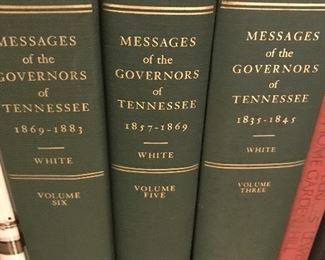 MESSAGES
of the
GOVERNORS
of
TENNESSEE
1869-1883
WHITE
VOLUME
SIX
MESSAGES
of the
GOVERNORS
of
TENNESSEE
1857-1869
WHITE
VOLUME
FIVE
MESSAGES
of the
GOVERNORS
of
TENNESSEE
1835-1845
WHITE
VOLUME
THREE